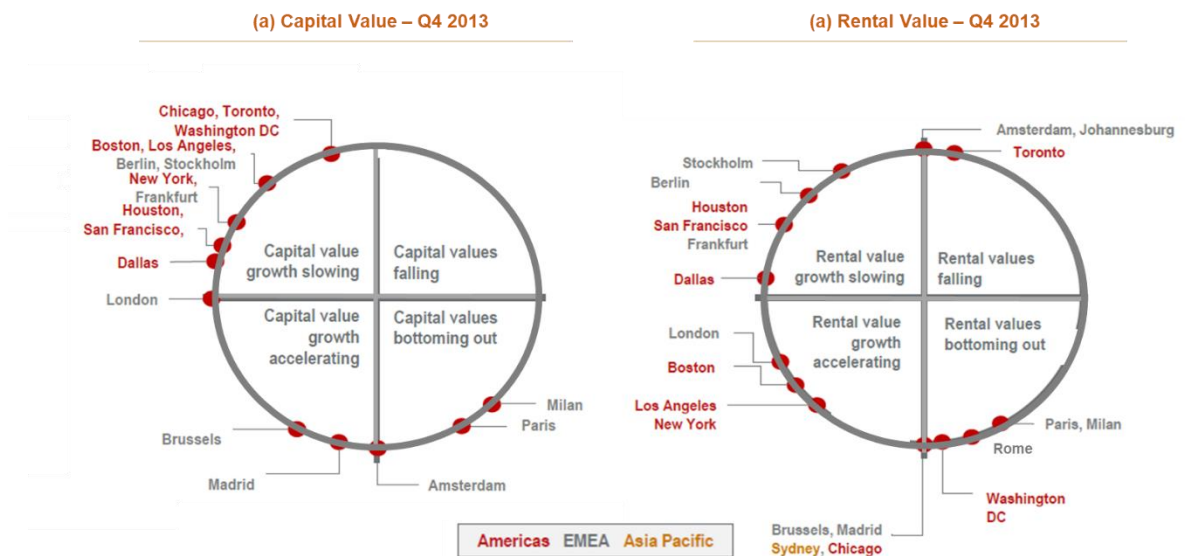 (a) Capital Value – Q4 2013
Chicago, Toronto,
Washington DC
Boston, Los Angeles,
Berlin, Stockholm
New York,
Frankfurt
Houston,
San Francisco,
Dallas
London
Capital value
growth slowing
Capital values
falling
Capital value
growth
accelerating
Capital values
bottoming out
Milan
Paris
Brussels
Madrid
Amsterdam
(a) Rental Value – Q4 2013
Amsterdam, Johannesburg
Toronto
Stockholm
Berlin
Houston
San Francisco
Frankfurt
Dallas
Rental value
growth slowing
Rental values
falling
London
Boston
Los Angeles
New York
Rental value
growth
accelerating
Rental values
bottoming out
Paris, Milan
Rome
Washington
DC
Brussels, Madrid
Sydney, Chicago
Americas EMEA Asia Pacific